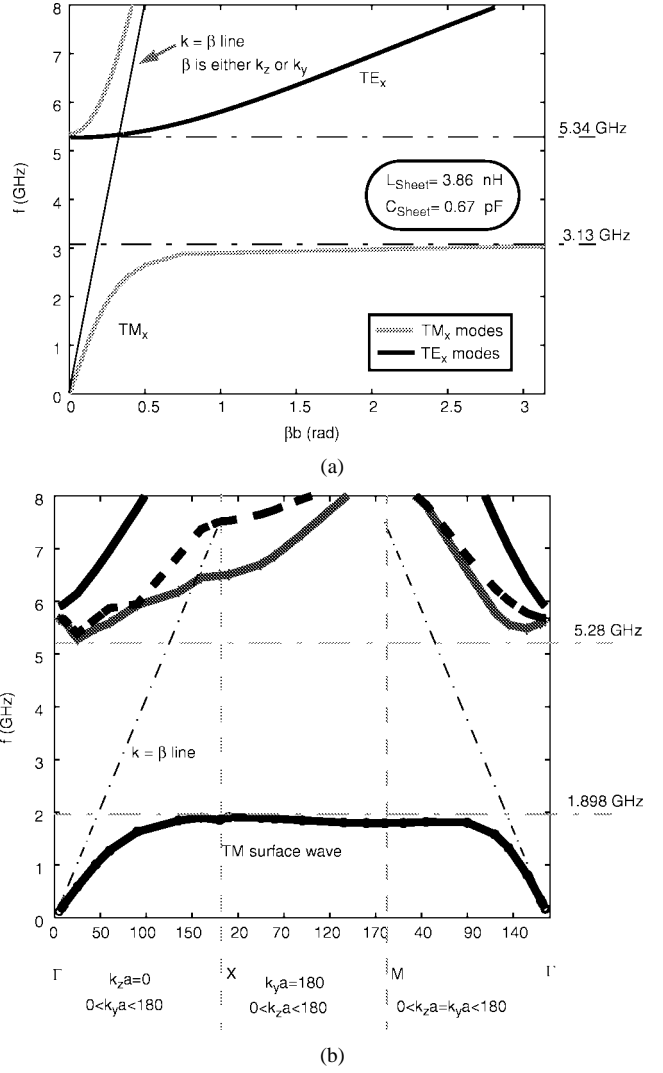 8
7
6
5
4
3
2
1
0
f (GHz)
k = β line
β is either k_z or k_y
TE_x
5.34 GHz
L_Sheet= 3.86 nH
C_Sheet= 0.67 pF
3.13 GHz
TM_x
TM_x modes
TE_x modes
0 0.5 1 1.5 2 2.5 3
βb (rad)
(a)
8
7
6
5
4
3
2
1
0
f (GHz)
5.28 GHz
k = β line
1.898 GHz
TM surface wave
0 50 100 150 20 70 120 170 40 140
Γ X M Γ
k_za=0
0<k_ya<180
k_ya=180
0<k_za<180
0<k_za=k_ya<180
(b)